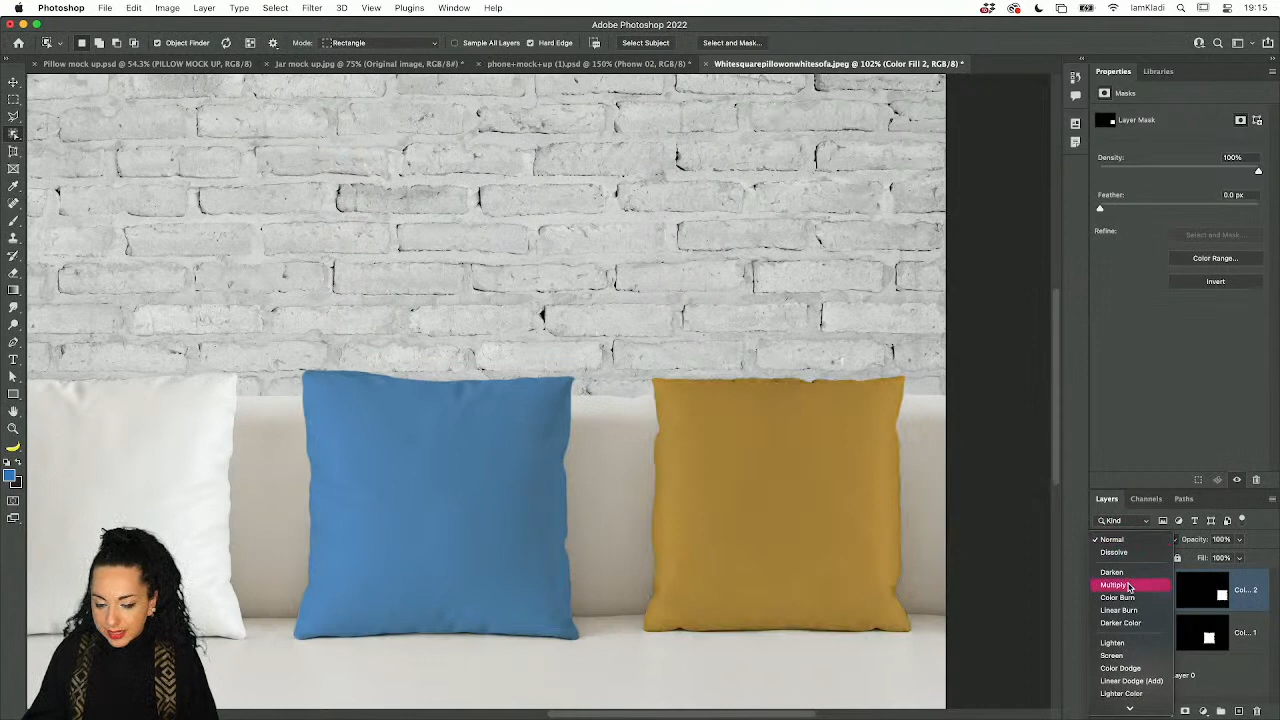 Photoshop File Edit Image Layer Type Select Filter 3D View Plugins Window Help IamKladi 19:15
Adobe Photoshop 2022
Object Finder Mode: Rectangle Sample All Layers Hard Edge Select Subject Select and Mask...
Pillow mock up.psd @ 54.3% (PILLOW MOCK UP, RGB/8) Jar mock up.jpg @ 75% (Original image, RGB/8#) * phone+mock+up (1).psd @ 150% (Phonw 02, RGB/8) * Whitesquarepillowonwhitesofa.jpeg @ 102% (Color Fill 2, RGB/8) *
Properties Libraries
Masks
Layer Mask
Density: 100%
Feather: 0.0 px
Refine: Select and Mask...
Color Range...
Invert
Layers Channels Paths
Kind
Normal Opacity: 100%
Dissolve
Fill: 100%
Darken
Multiply
Col... 2
Color Burn
Linear Burn
Darker Color
Col... 1
Lighten
Screen
Color Dodge
ayer 0
Linear Dodge (Add)
Lighter Color